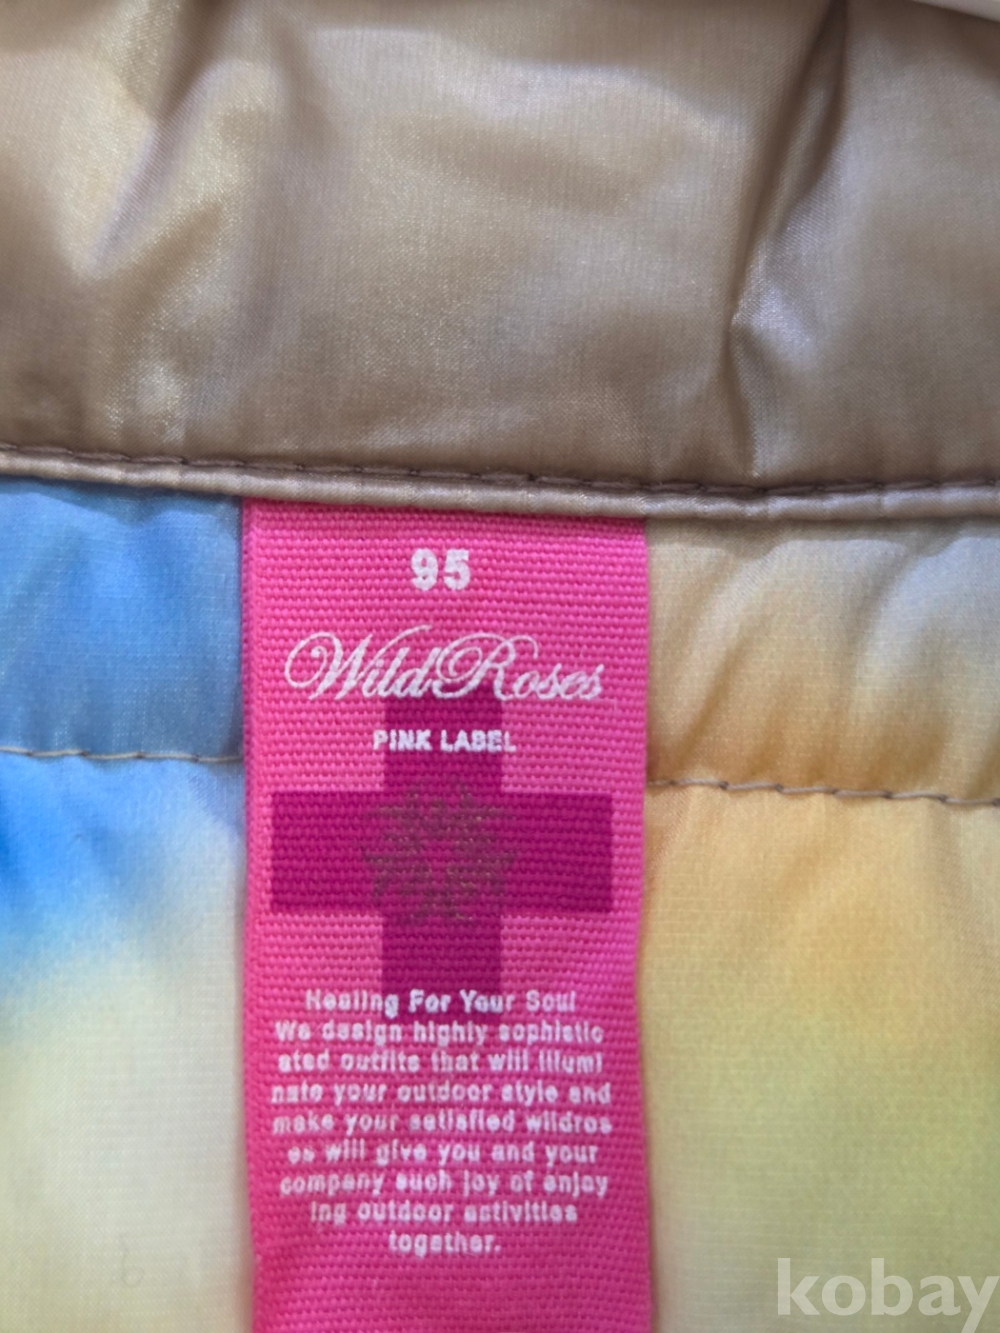 95
Wild Roses
PINK LABEL
Healing For Your Soul
We design highly sophistic
ated outfits that will illumi
nate your outdoor style and
make your satisfied wildros
es will give you and your
company such joy of enjoy
ing outdoor activities
together.
kobay